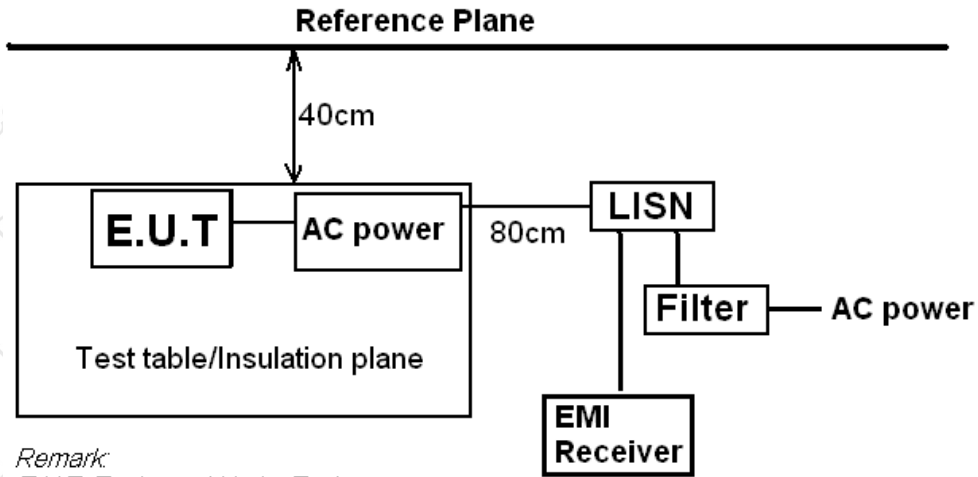 Reference Plane
40cm
E.U.T
AC power
80cm
LISN
Filter
AC power
Test table/Insulation plane
EMI
Receiver
Remark: